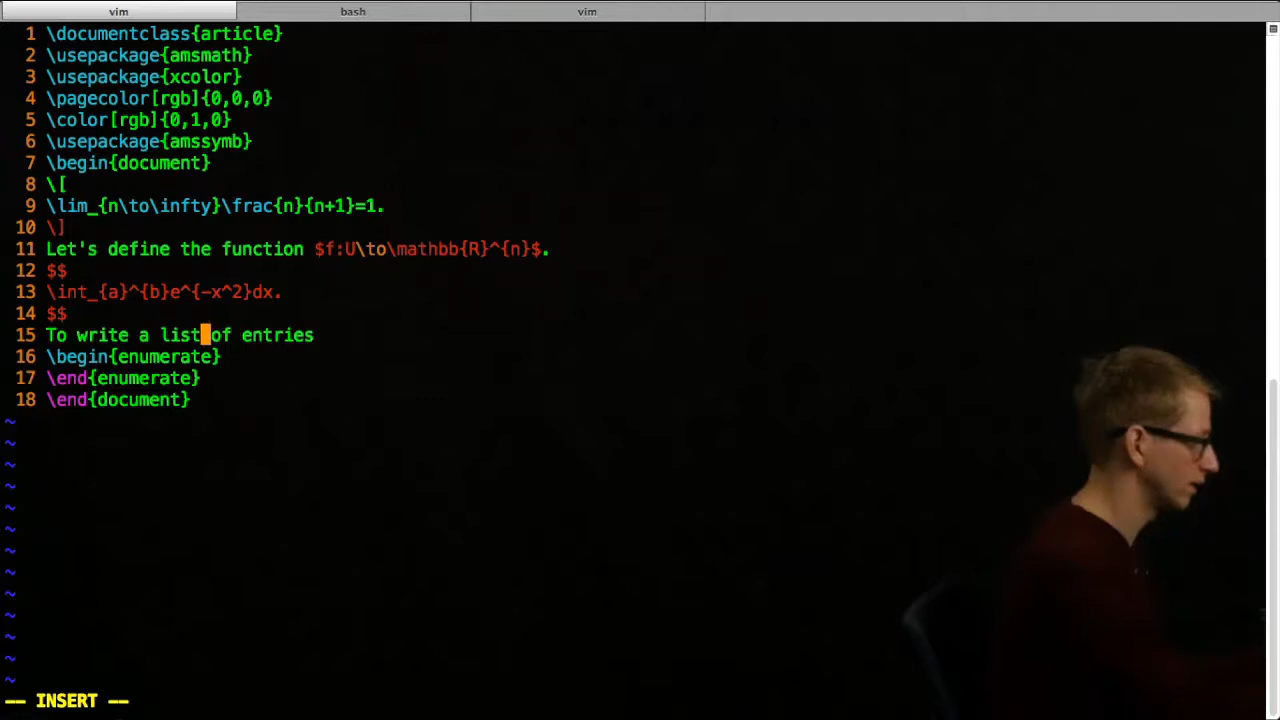 vim bash vim
1 \documentclass{article}
2 \usepackage{amsmath}
3 \usepackage{xcolor}
4 \pagecolor[rgb]{0,0,0}
5 \color[rgb]{0,1,0}
6 \usepackage{amssymb}
7 \begin{document}
8 \[
9 \lim_{n\to\infty}\frac{n}{n+1}=1.
10 \]
11 Let's define the function $f:U\to\mathbb{R}^{n}$.
12 $$
13 \int_{a}^{b}e^{-x^2}dx.
14 $$
15 To write a list of entries
16 \begin{enumerate}
17 \end{enumerate}
18 \end{document}
~
~
~
~
~
~
~
~
~
~
~
~
~
-- INSERT --